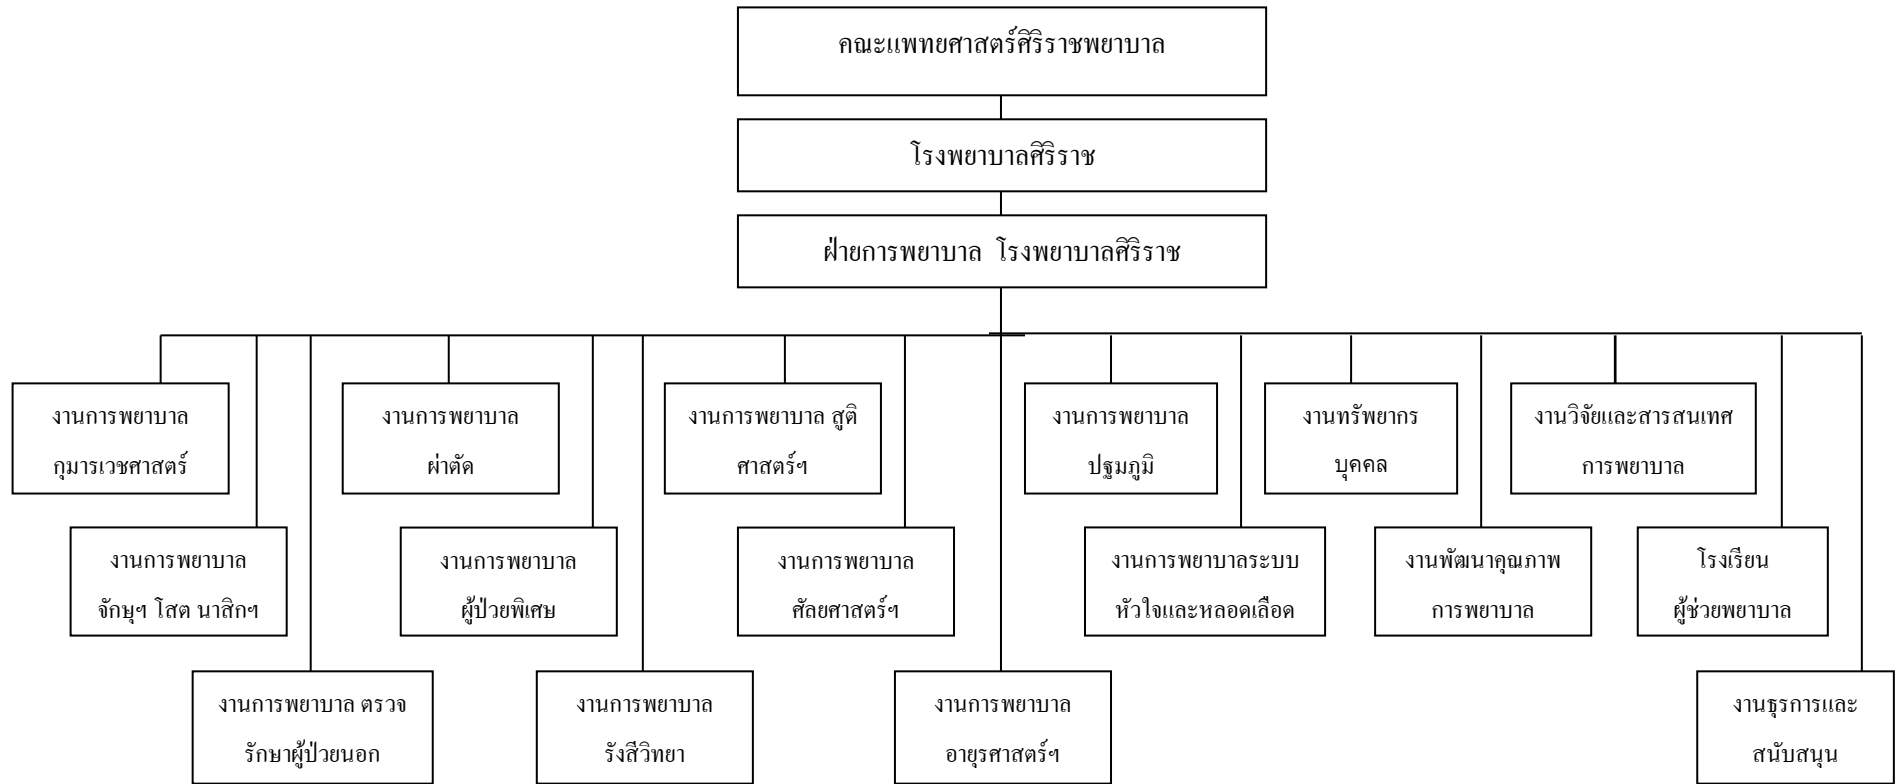 คณะแพทยศาสตร์ศิริราชพยาบาล
โรงพยาบาลศิริราช
ฝ่ายการพยาบาล โรงพยาบาลศิริราช
งานการพยาบาล
กุมารเวชศาสตร์
งานการพยาบาล
ผ่าตัด
งานการพยาบาล สูติ
ศาสตร์ฯ
งานการพยาบาล
ปฐมภูมิ
งานทรัพยากร
บุคคล
งานวิจัยและสารสนเทศ
การพยาบาล
งานการพยาบาล
จักษุฯ โสต นาสิกฯ
งานการพยาบาล
ผู้ป่วยพิเศษ
งานการพยาบาล
ศัลยศาสตร์ฯ
งานการพยาบาลระบบ
หัวใจและหลอดเลือด
งานพัฒนาคุณภาพ
การพยาบาล
โรงเรียน
ผู้ช่วยพยาบาล
งานการพยาบาล ตรวจ
รักษาผู้ป่วยนอก
งานการพยาบาล
รังสีวิทยา
งานการพยาบาล
อายุรศาสตร์ฯ
งานธุรการและ
สนับสนุน